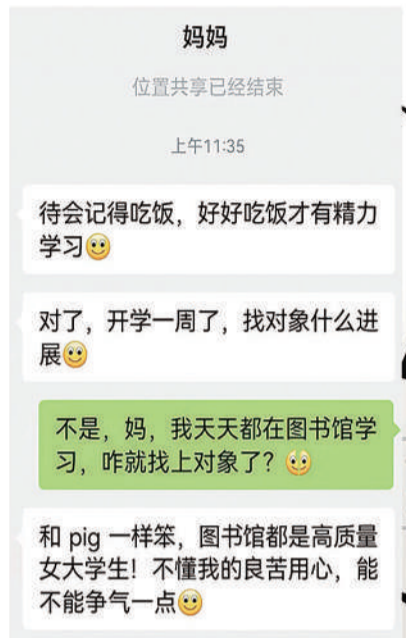 妈妈
位置共享已经结束
上午11:35
待会记得吃饭，好好吃饭才有精力
学习
对了，开学一周了，找对象什么进
展
不是，妈，我天天都在图书馆学
习，咋就找上对象了？
和 pig 一样笨，图书馆都是高质量
女大学生！不懂我的良苦用心，能
不能争气一点